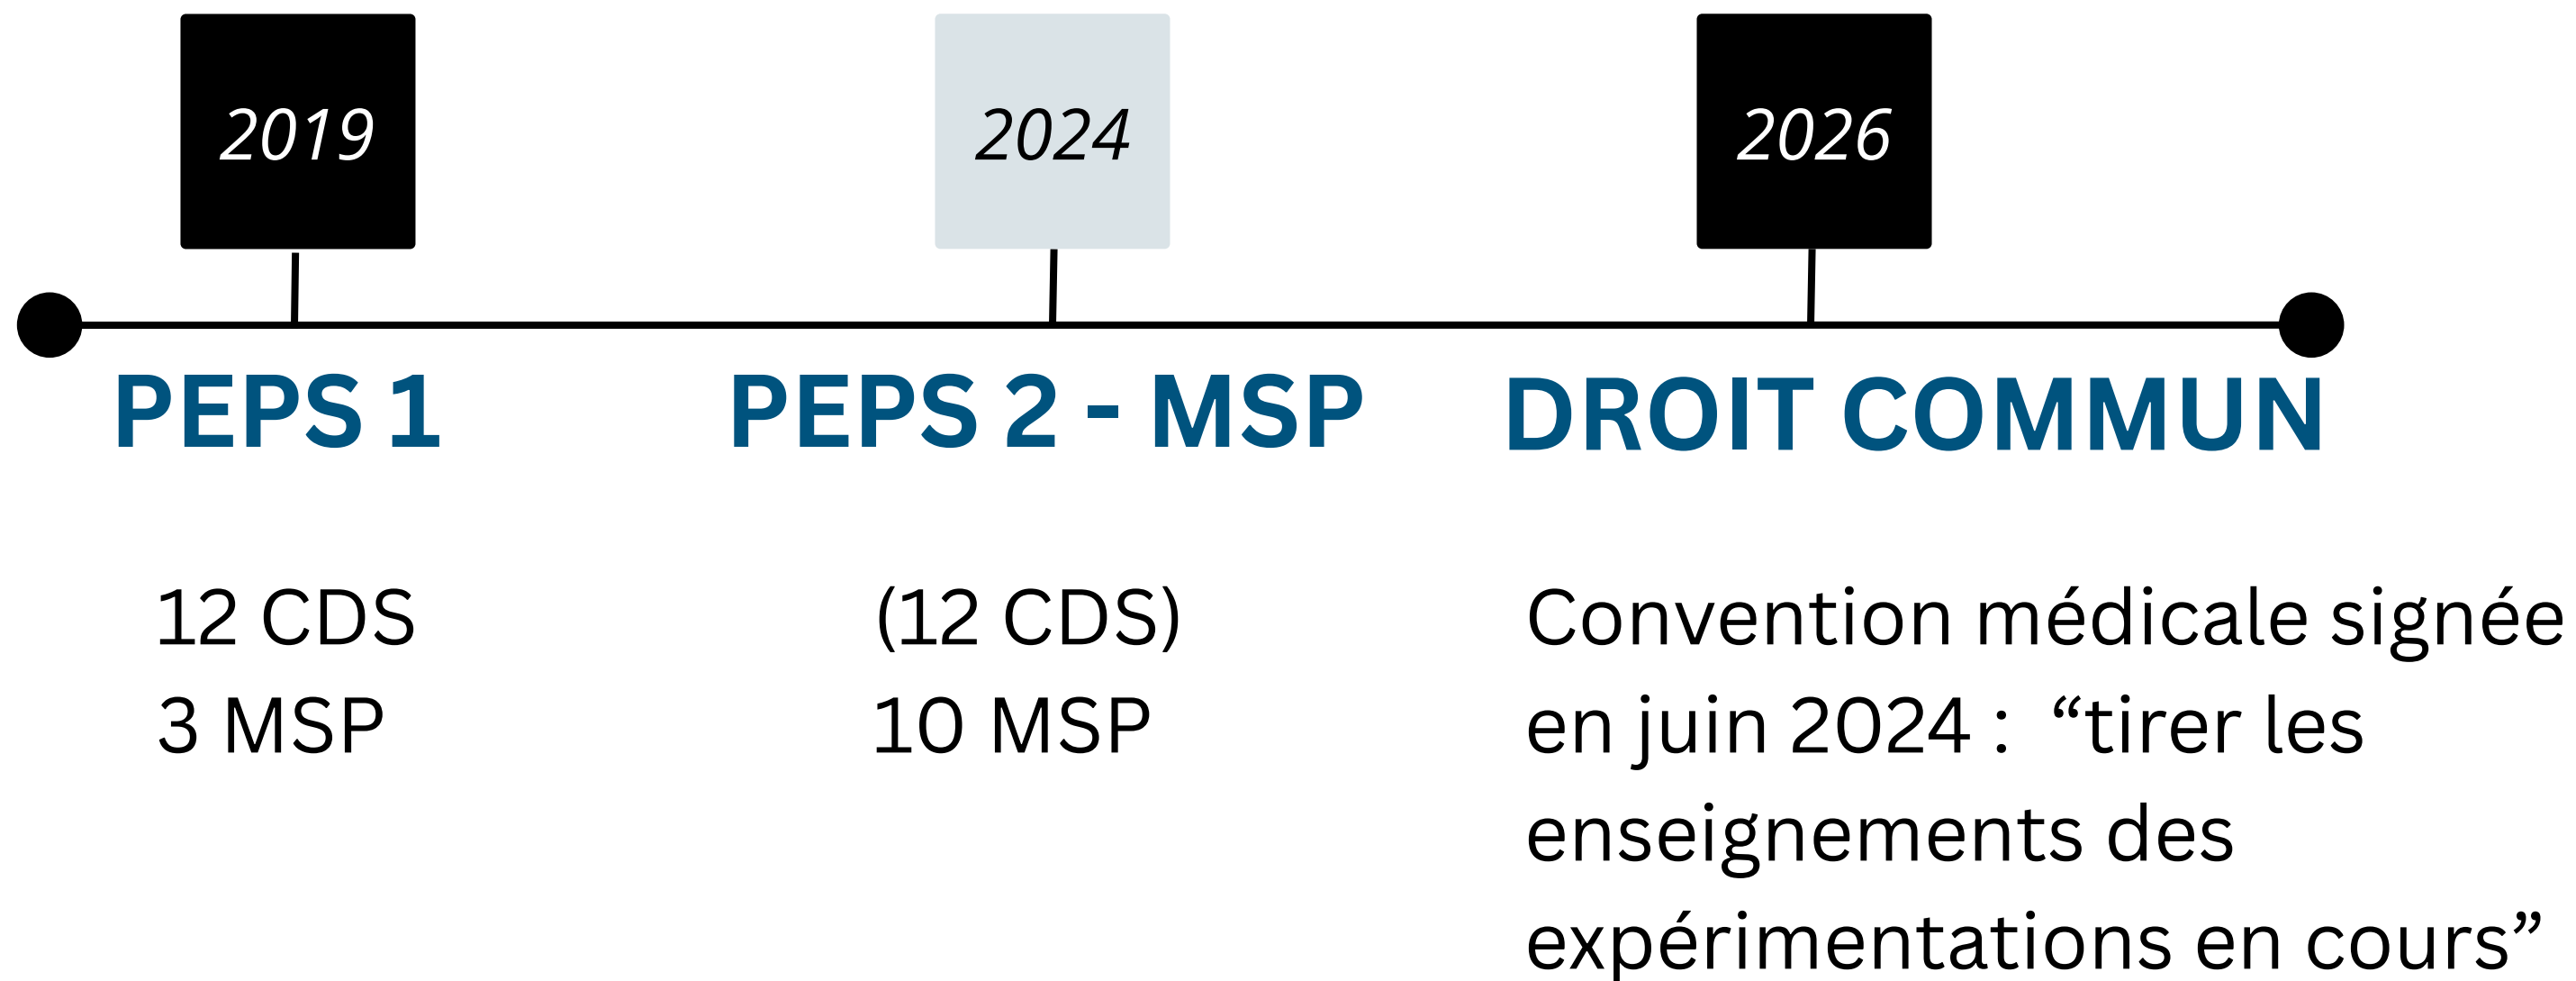 2019
2024
2026
PEPS 1
PEPS 2 - MSP
DROIT COMMUN
12 CDS
3 MSP
(12 CDS)
10 MSP
Convention médicale signée
en juin 2024 :  “tirer les
enseignements des
expérimentations en cours”